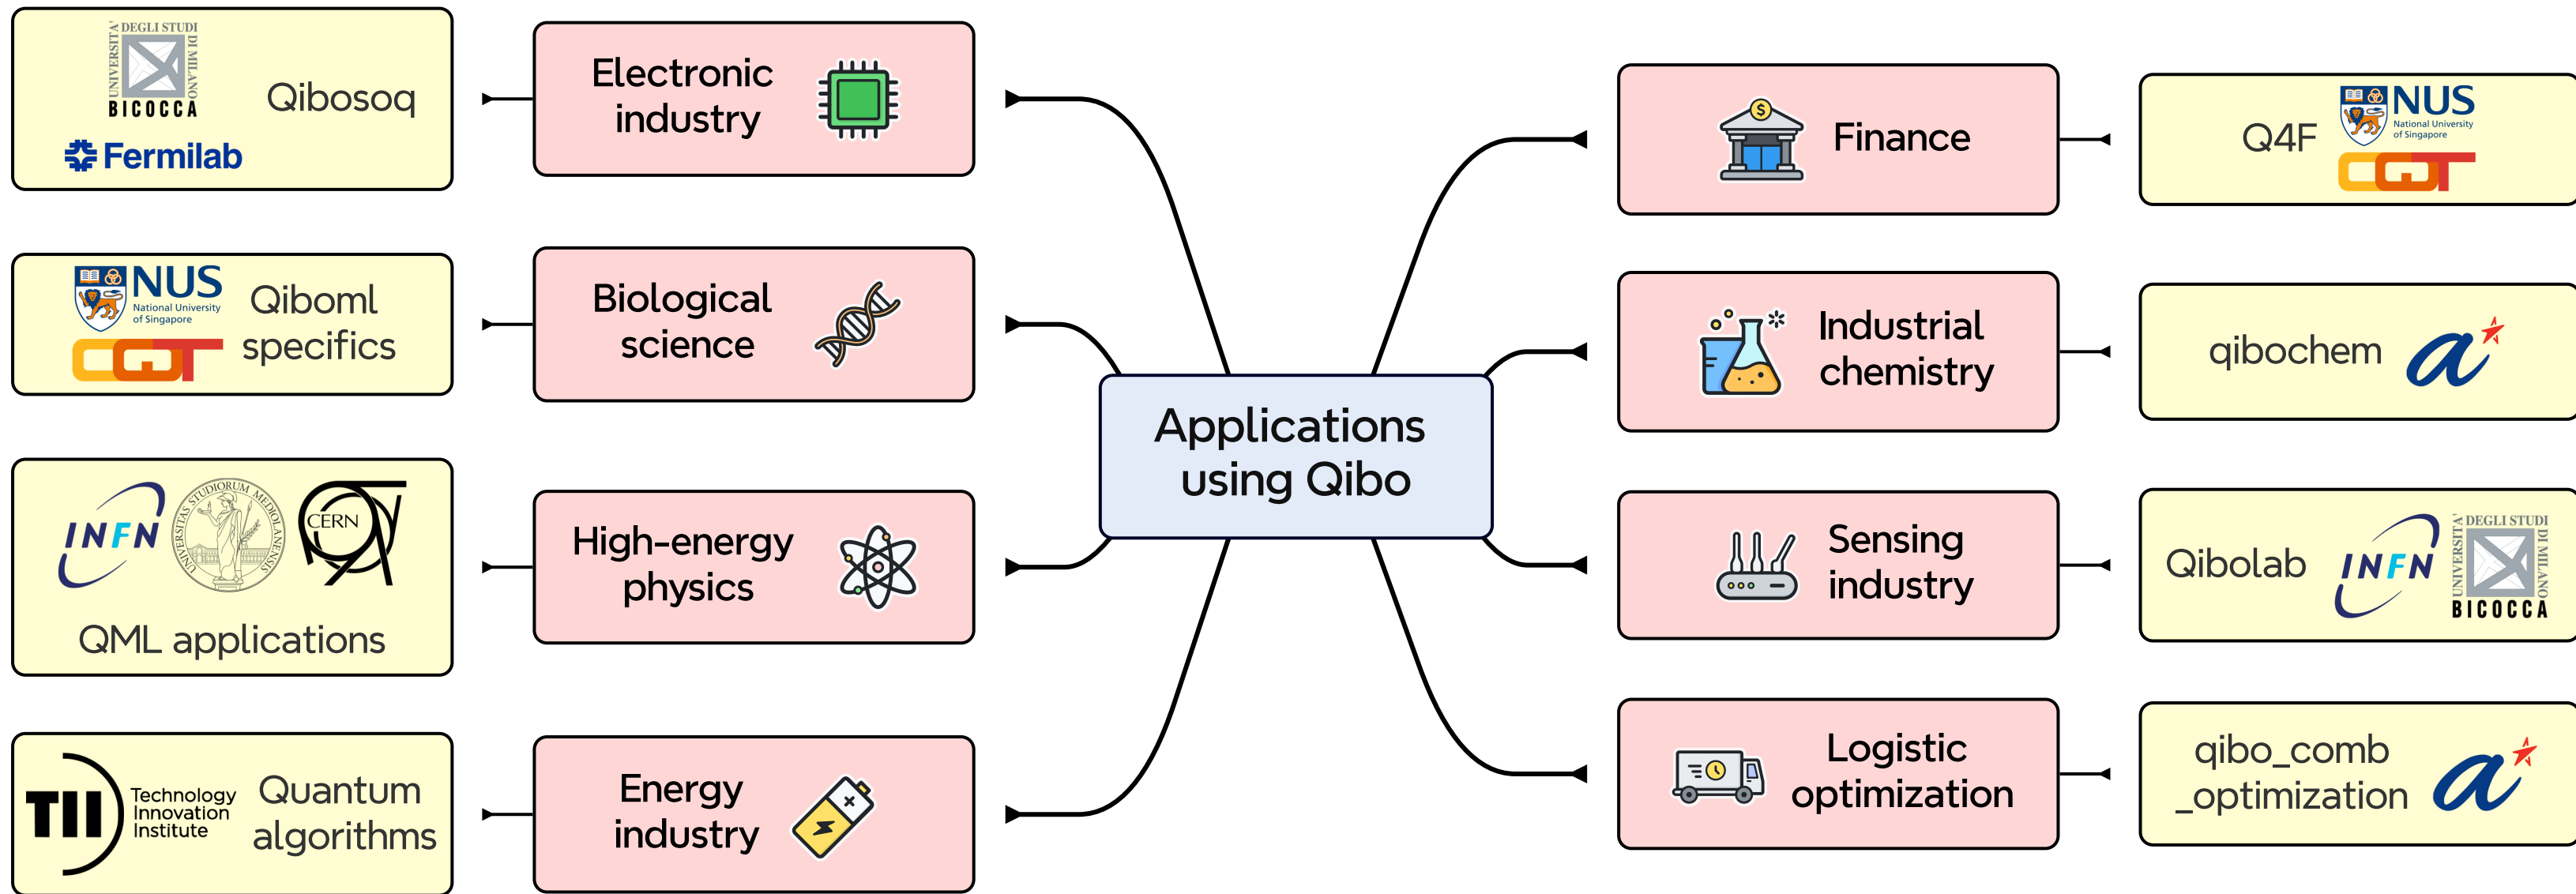 UNIVERSITA'
DEGLI STUDI
DI MILANO
BICOCCA
Qibosoq
Fermilab
Electronic
industry
NUS
National University
of Singapore
CQT
Qiboml
specifics
Biological
science
INFN
UNIVERSITAS STUDIORUM MEDIOLANENSIS
CERN
QML applications
High-energy
physics
TII
Technology
Innovation
Institute
Quantum
algorithms
Energy
industry
Applications
using Qibo
$
Finance
Q4F
NUS
National University
of Singapore
CQT
Industrial
chemistry
qibochem
a
Sensing
industry
Qibolab
INFN
UNIVERSITA'
DEGLI STUDI
DI MILANO
BICOCCA
Logistic
optimization
qibo_comb
_optimization
a